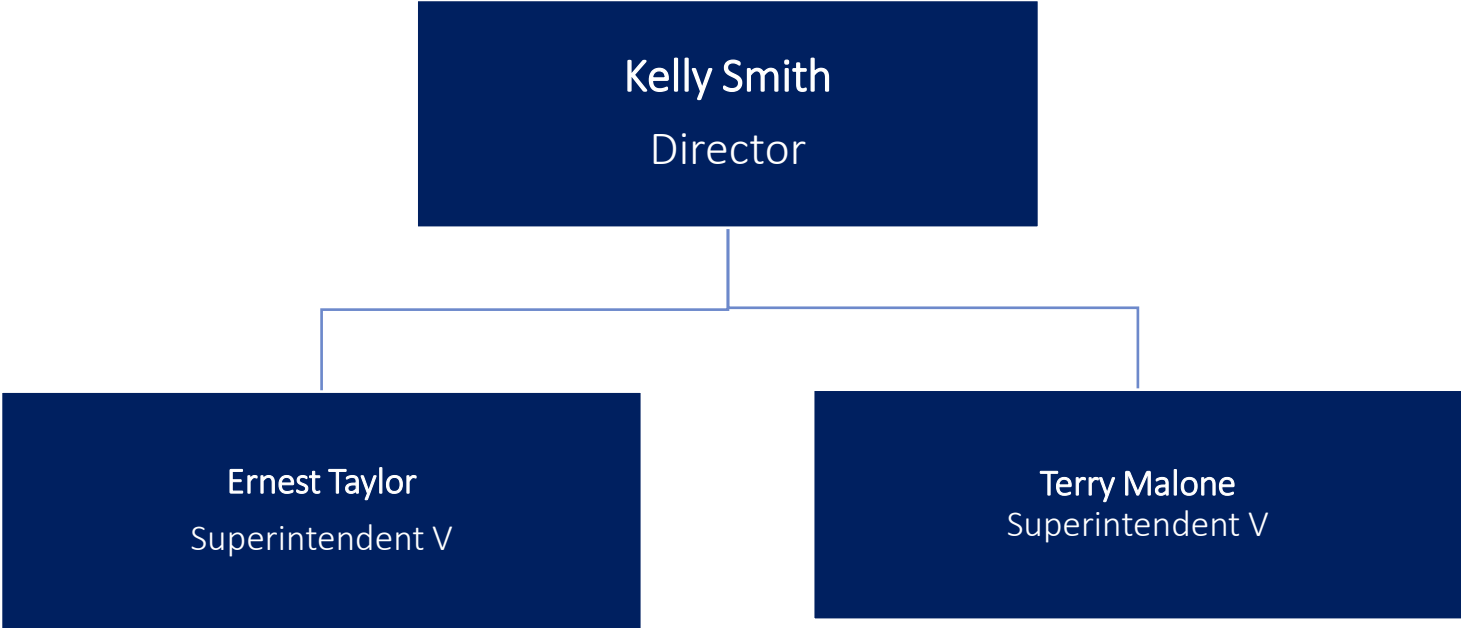 Kelly Smith
Director
Ernest Taylor
Superintendent V
Terry Malone
Superintendent V